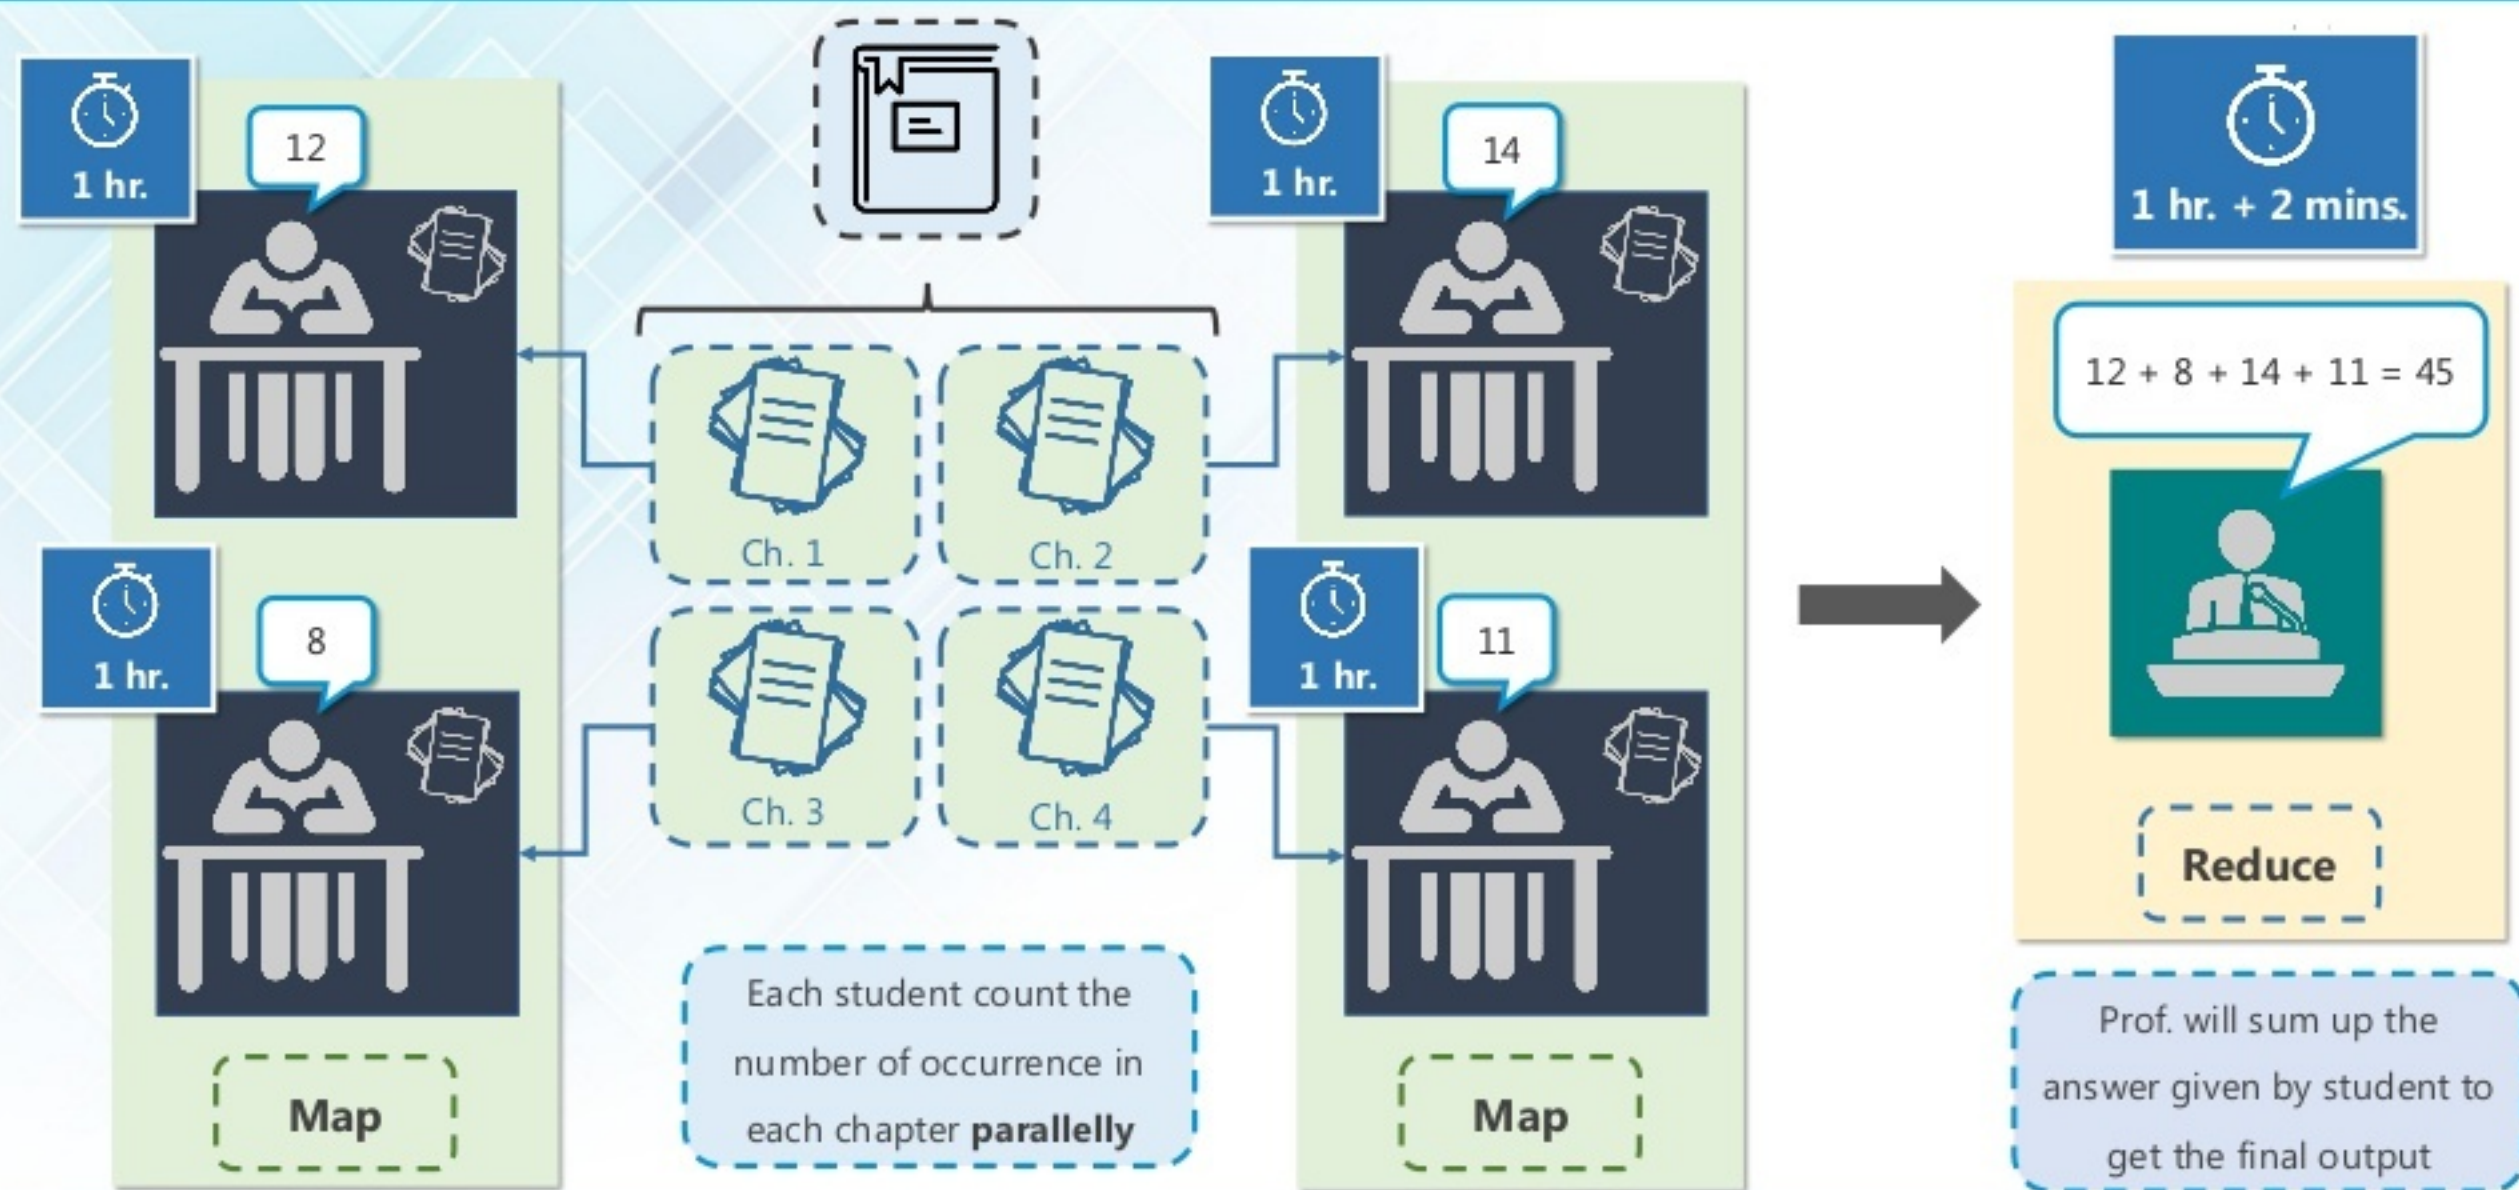 1 hr.
12
1 hr.
8
Map
Ch. 1
Ch. 2
Ch. 3
Ch. 4
Each student count the
number of occurrence in
each chapter parallelly
1 hr.
14
1 hr.
11
Map
1 hr. + 2 mins.
12 + 8 + 14 + 11 = 45
Reduce
Prof. will sum up the
answer given by student to
get the final output